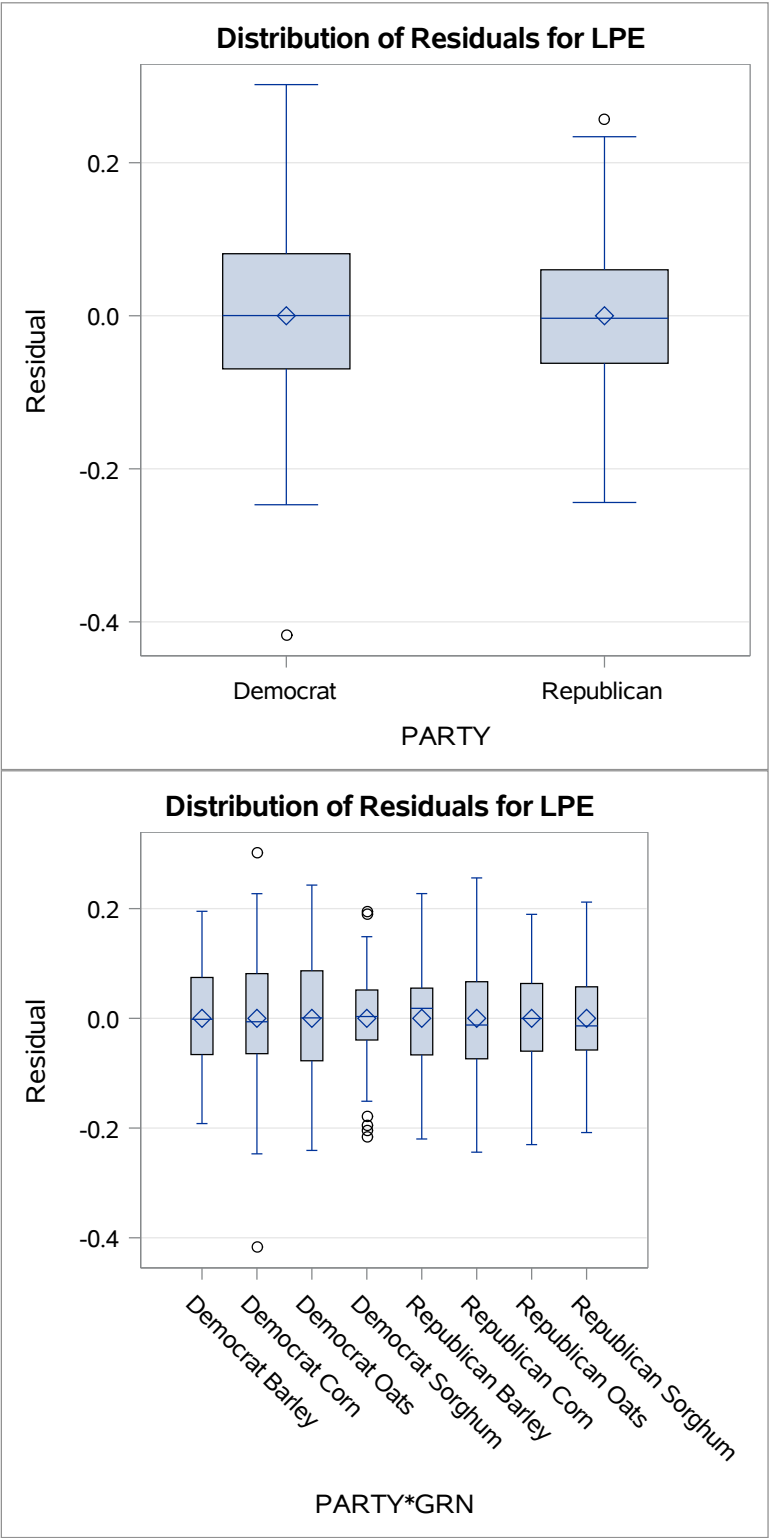 Distribution of Residuals for LPE
0.2
0.0
-0.2
-0.4
Residual
Democrat
Republican
PARTY
Distribution of Residuals for LPE
0.2
0.0
-0.2
-0.4
Residual
Democrat Barley
Democrat Corn
Democrat Oats
Democrat Sorghum
Republican Barley
Republican Corn
Republican Oats
Republican Sorghum
PARTY*GRN